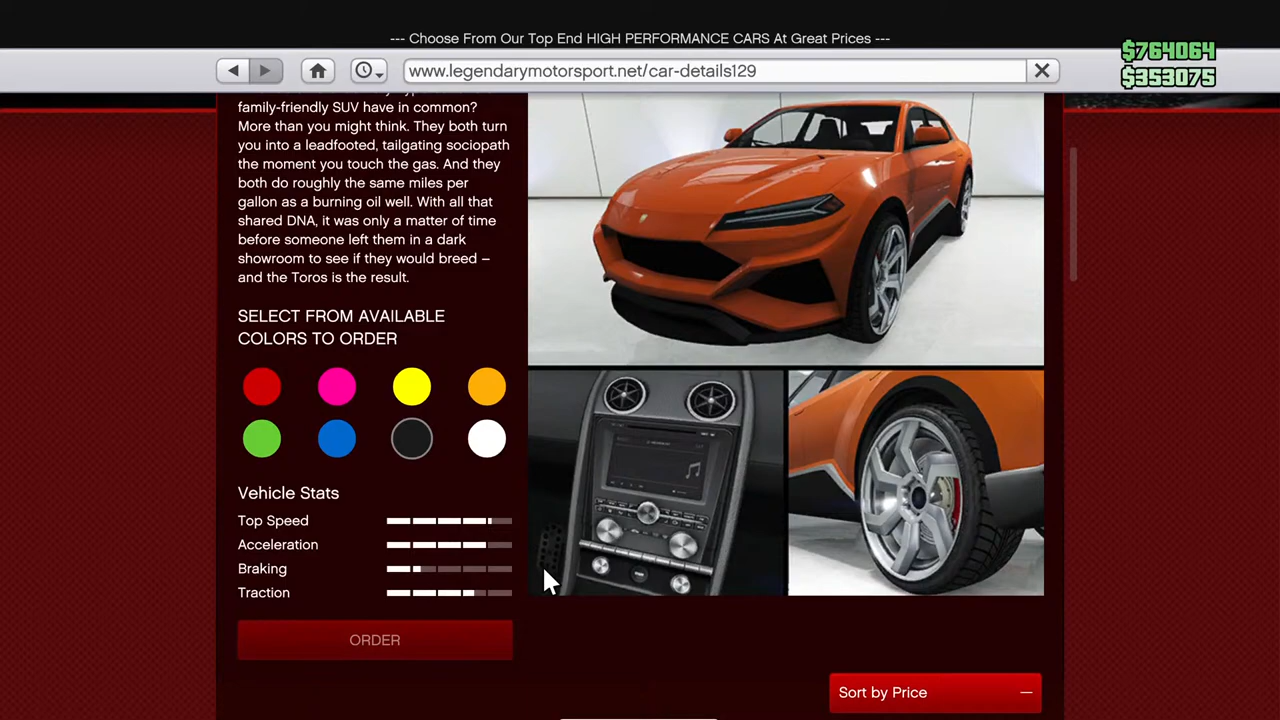 --- Choose From Our Top End HIGH PERFORMANCE CARS At Great Prices ---
$764064
$353075
www.legendarymotorsport.net/car-details129
family-friendly SUV have in common?
More than you might think. They both turn
you into a leadfooted, tailgating sociopath
the moment you touch the gas. And they
both do roughly the same miles per
gallon as a burning oil well. With all that
shared DNA, it was only a matter of time
before someone left them in a dark
showroom to see if they would breed –
and the Toros is the result.
SELECT FROM AVAILABLE
COLORS TO ORDER
Vehicle Stats
Top Speed
Acceleration
Braking
Traction
ORDER
Sort by Price